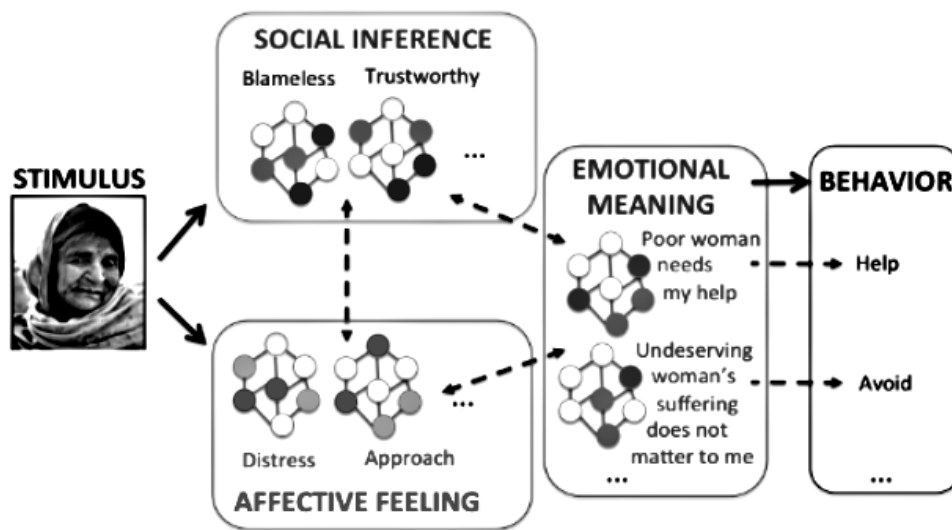 SOCIAL INFERENCE
Blameless
Trustworthy
...
STIMULUS
Distress
Approach
...
AFFECTIVE FEELING
EMOTIONAL
MEANING
Poor woman
needs
my help
Undeserving
woman's
suffering
does not
matter to me
...
BEHAVIOR
Help
Avoid
...